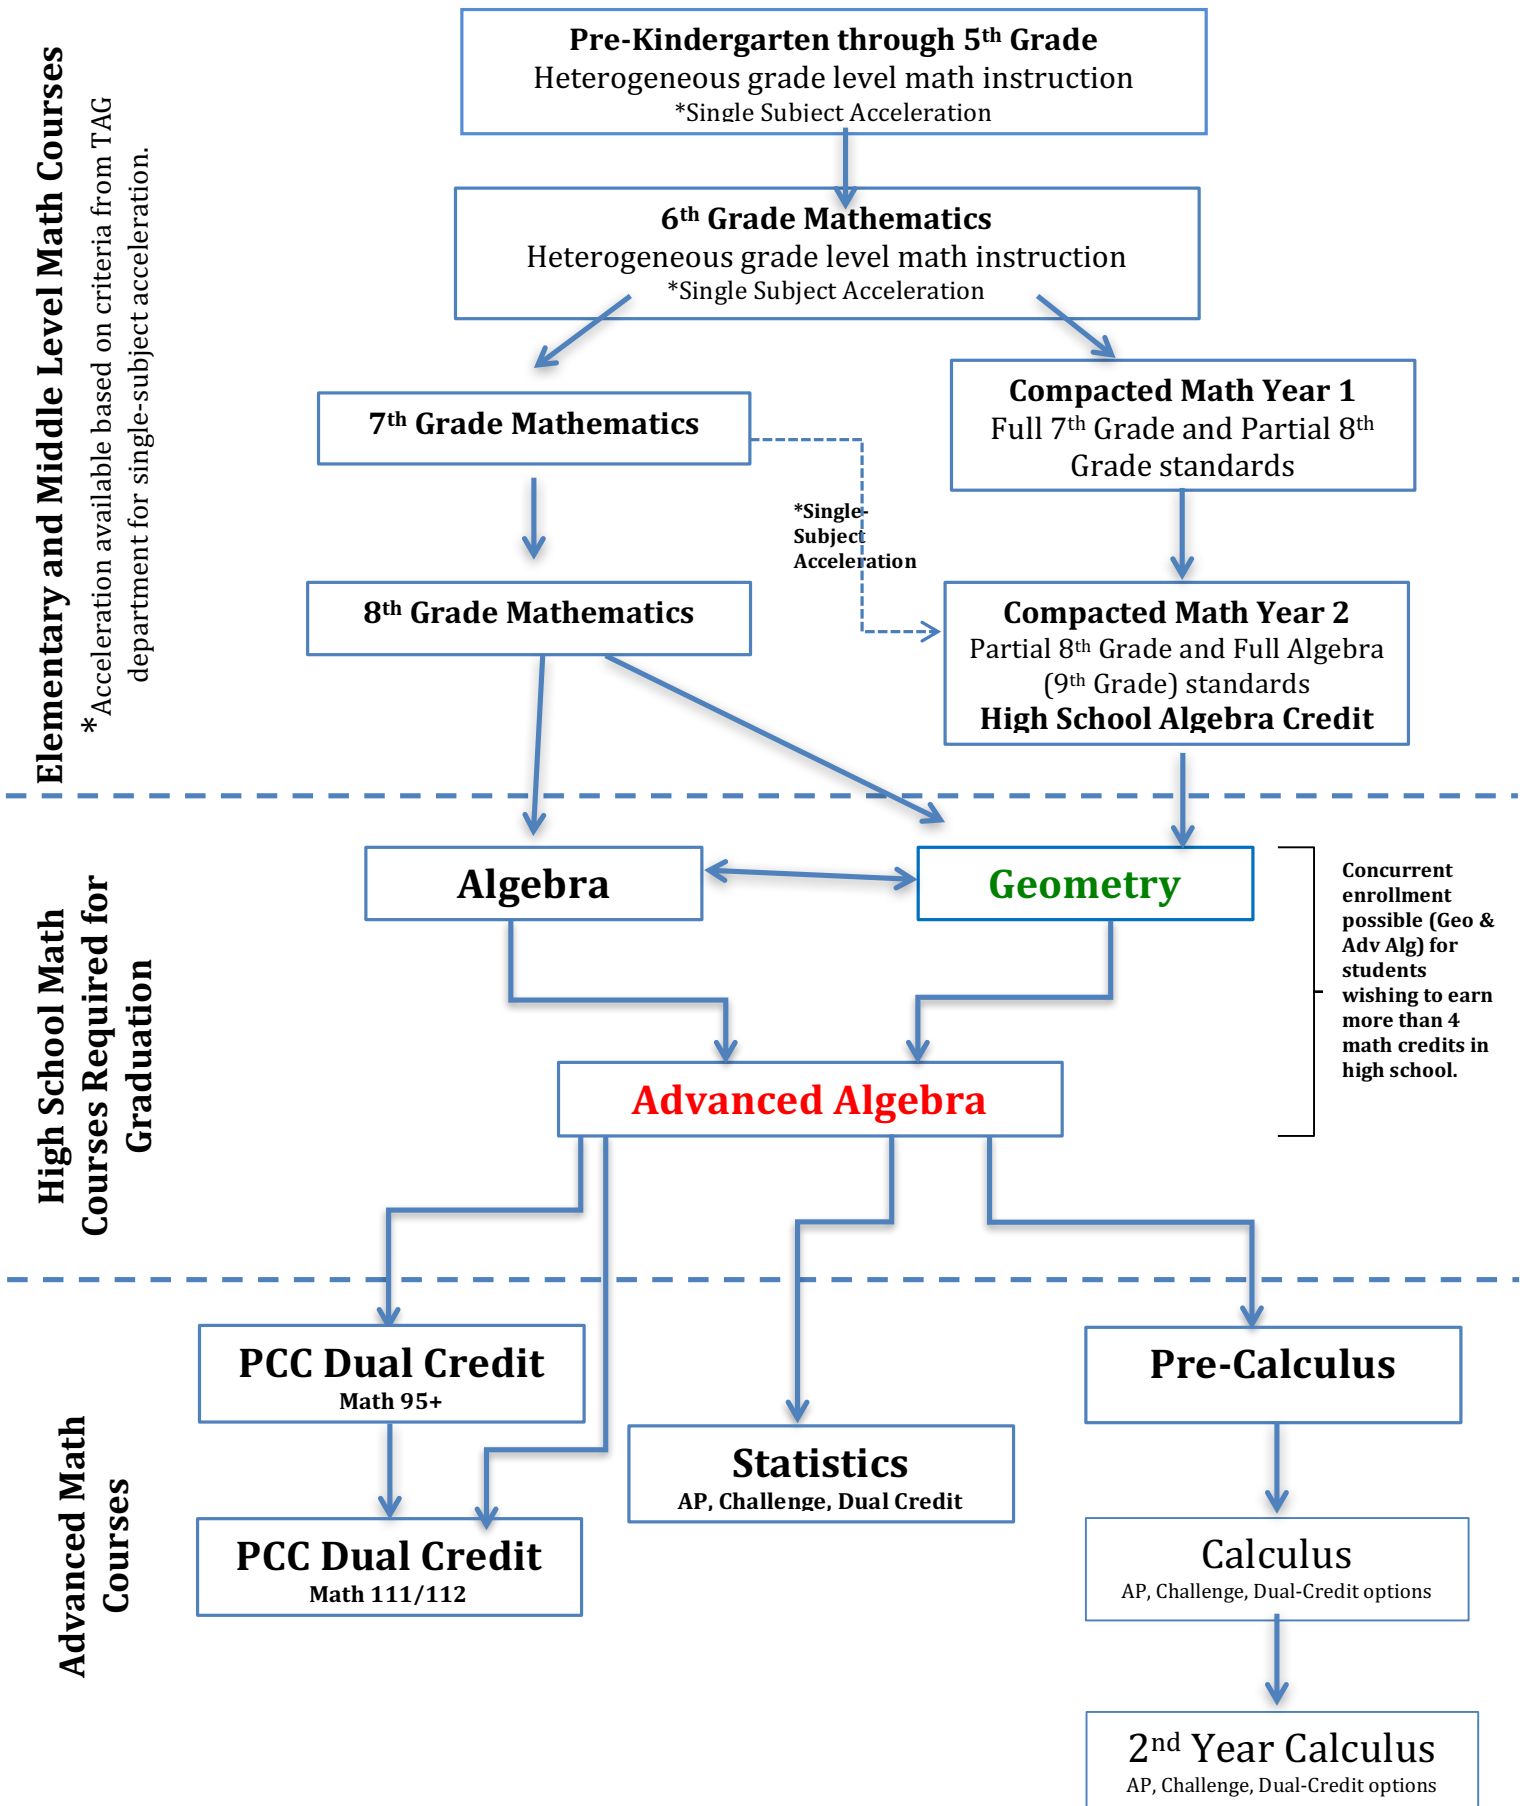 Elementary and Middle Level Math Courses
*Acceleration available based on criteria from TAG
department for single-subject acceleration.
Pre-Kindergarten through 5th Grade
Heterogeneous grade level math instruction
*Single Subject Acceleration
6th Grade Mathematics
Heterogeneous grade level math instruction
*Single Subject Acceleration
7th Grade Mathematics
Compacted Math Year 1
Full 7th Grade and Partial 8th
Grade standards
*Single-
Subject
Acceleration
8th Grade Mathematics
Compacted Math Year 2
Partial 8th Grade and Full Algebra
(9th Grade) standards
High School Algebra Credit
High School Math
Courses Required for
Graduation
Algebra
Geometry
Concurrent
enrollment
possible (Geo &
Adv Alg) for
students
wishing to earn
more than 4
math credits in
high school.
Advanced Algebra
Advanced Math
Courses
PCC Dual Credit
Math 95+
Pre-Calculus
Statistics
AP, Challenge, Dual Credit
PCC Dual Credit
Math 111/112
Calculus
AP, Challenge, Dual-Credit options
2nd Year Calculus
AP, Challenge, Dual-Credit options